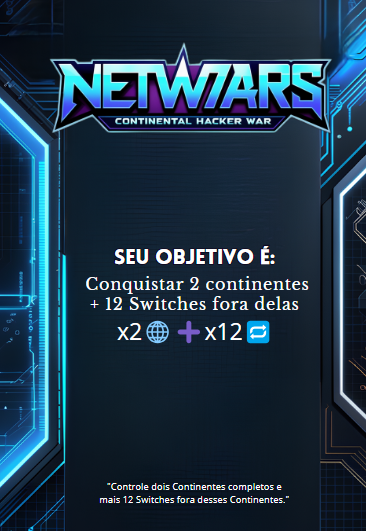 NETWARS
CONTINENTAL HACKER WAR
SEU OBJETIVO É:
Conquistar 2 continentes
+ 12 Switches fora delas
x2 🌐 ➕ x12 🔁
"Controle dois Continentes completos e
mais 12 Switches fora desses Continentes."